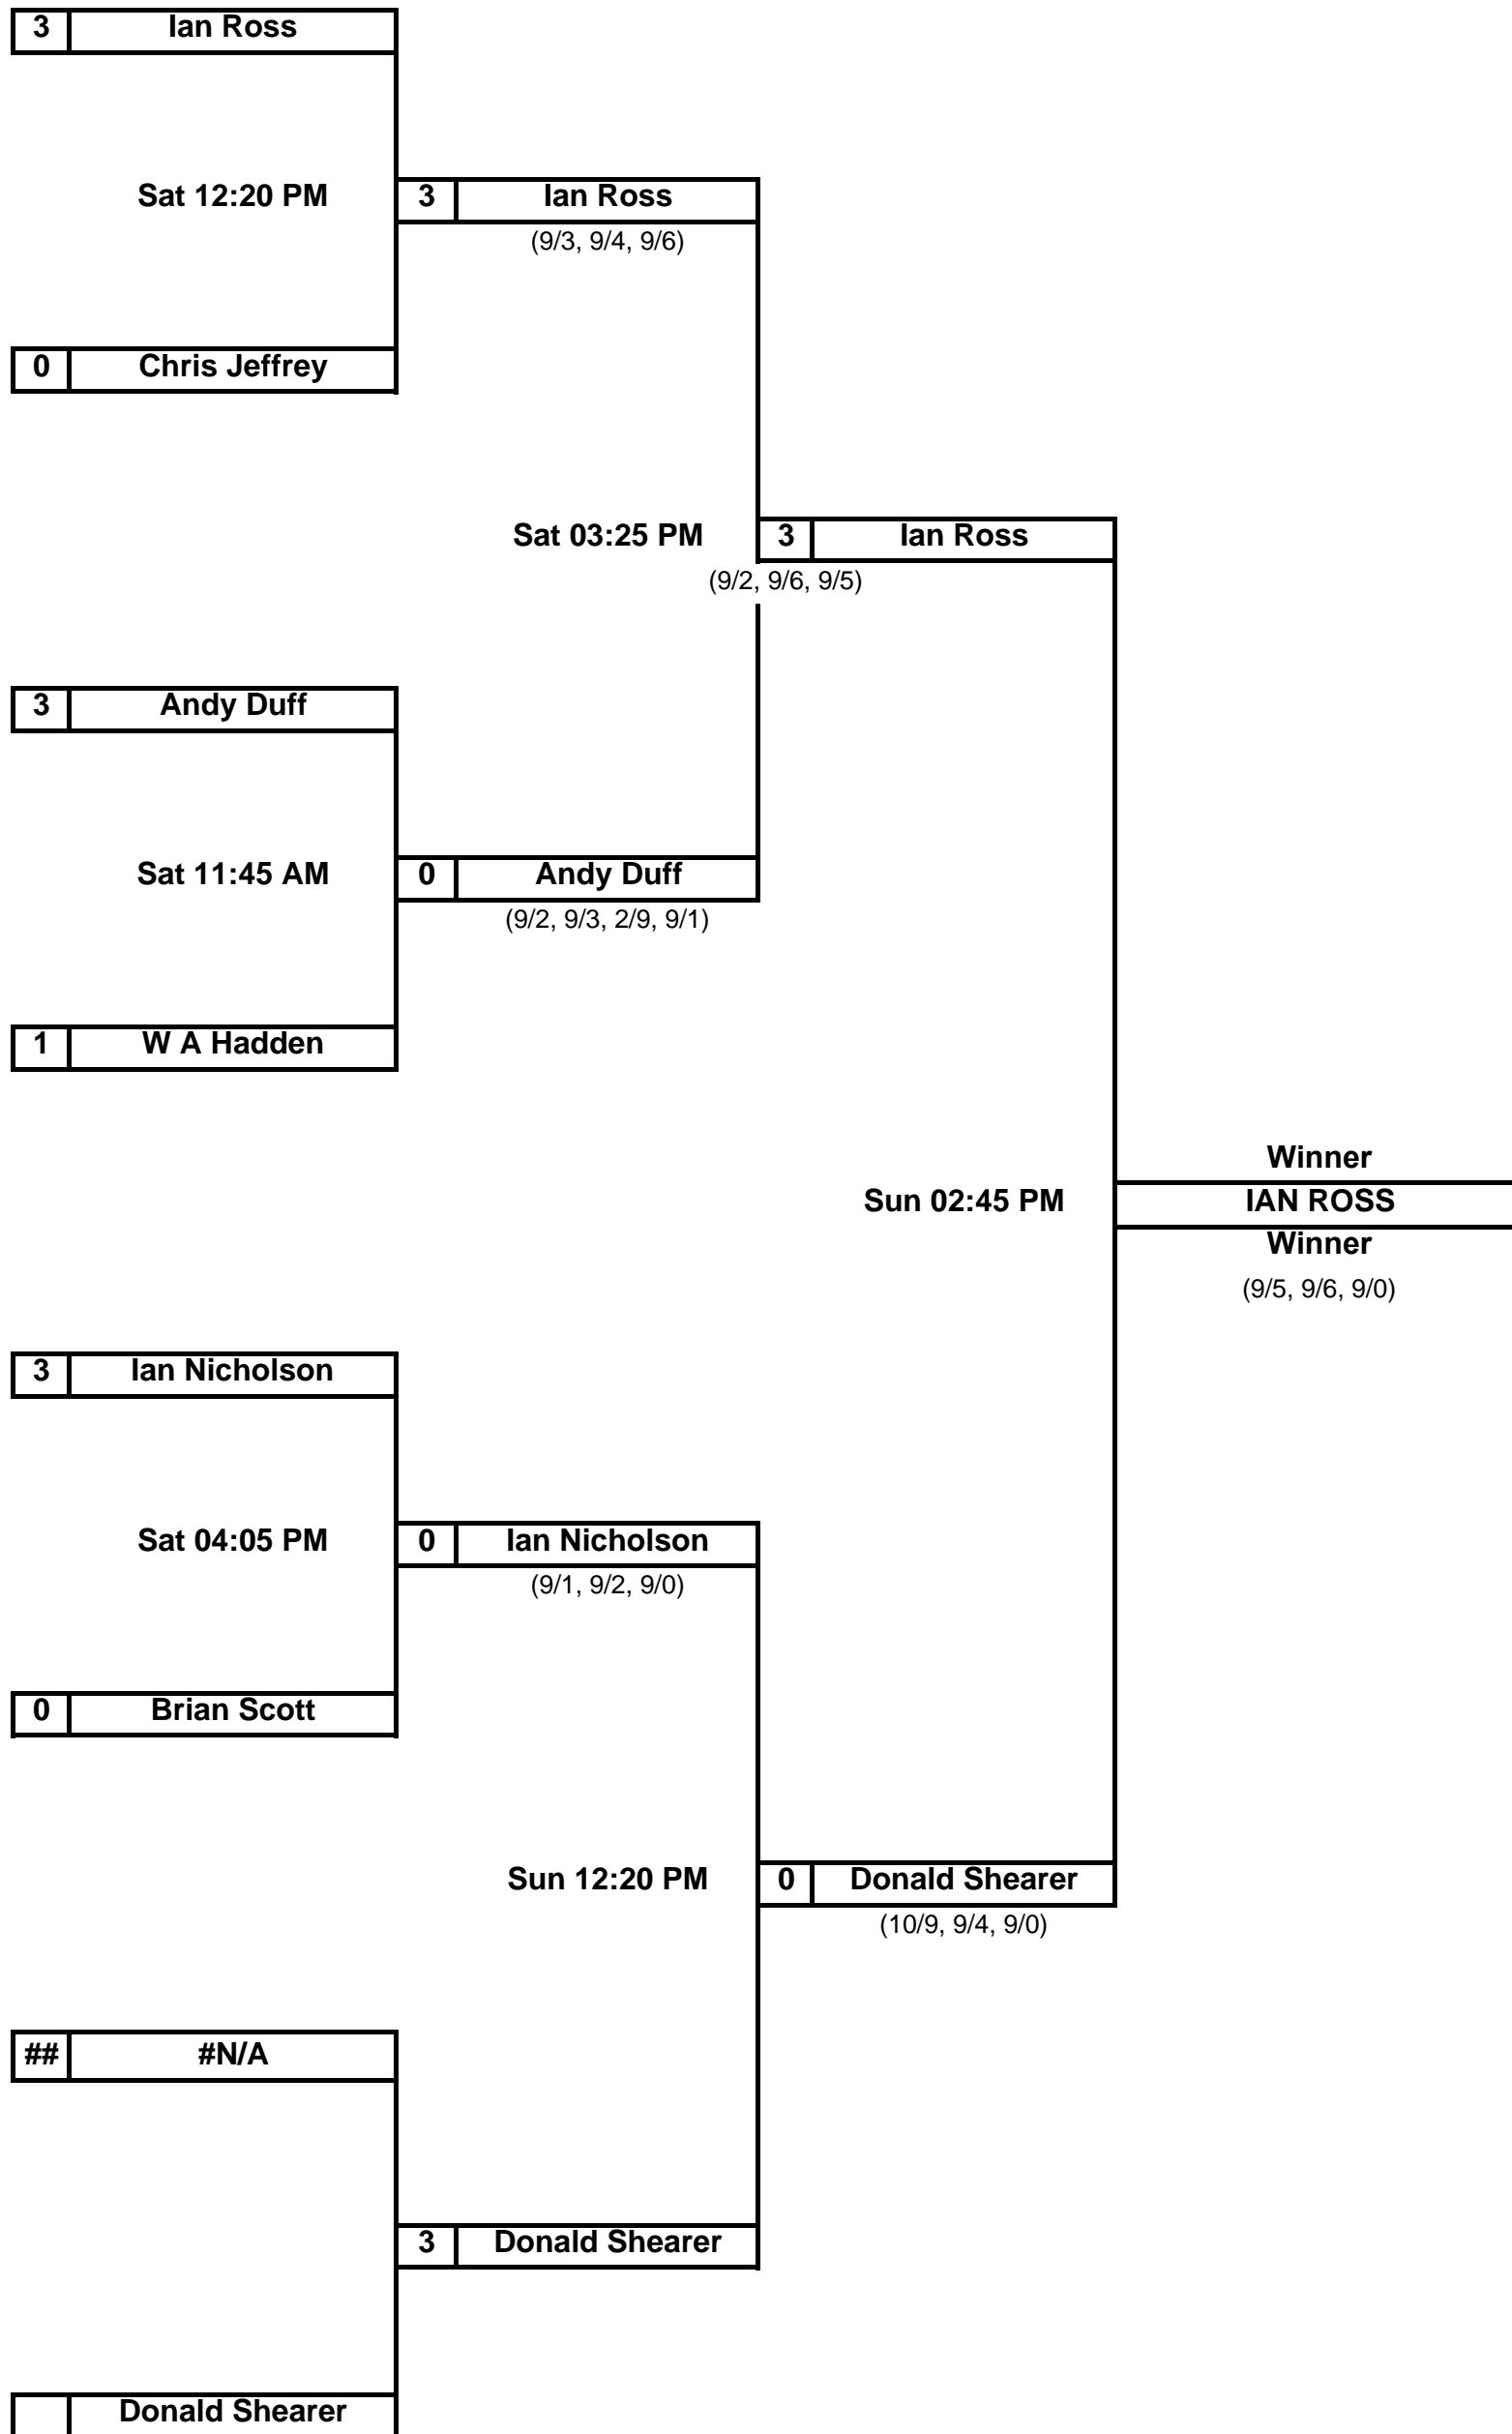 3 Ian Ross
Sat 12:20 PM 3 Ian Ross
(9/3, 9/4, 9/6)
0 Chris Jeffrey
Sat 03:25 PM 3 Ian Ross
(9/2, 9/6, 9/5)
3 Andy Duff
Sat 11:45 AM 0 Andy Duff
(9/2, 9/3, 2/9, 9/1)
1 W A Hadden
Winner
Sun 02:45 PM IAN ROSS
Winner
(9/5, 9/6, 9/0)
3 Ian Nicholson
Sat 04:05 PM 0 Ian Nicholson
(9/1, 9/2, 9/0)
0 Brian Scott
Sun 12:20 PM 0 Donald Shearer
(10/9, 9/4, 9/0)
## #N/A
3 Donald Shearer
Donald Shearer